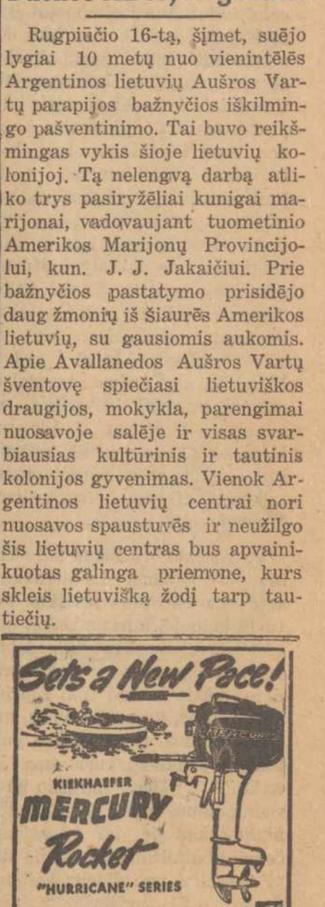 Rugpiūčio 16-tą, šįmet, suėjo
lygiai 10 metų nuo vienintėlės
Argentinos lietuvių Aušros Var-
tų parapijos bažnyčios iškilmin-
go pašventinimo. Tai buvo reikš-
mingas vykis šioje lietuvių ko-
lonijoj. Tą nelengvą darbą atli-
ko trys pasiryžėliai kunigai ma-
rijonai, vadovaujant tuometinio
Amerikos Marijonų Provincijo-
lui, kun. J. J. Jakaičiui. Prie
bažnyčios pastatymo prisidėjo
daug žmonių iš Šiaurės Amerikos
lietuvių, su gausiomis aukomis.
Apie Avallanedos Aušros Vartų
šventovę spiečiasi lietuviškos
draugijos, mokykla, parengimai
nuosavoje salėje ir visas svar-
biausias kultūrinis ir tautinis
kolonijos gyvenimas. Vienok Ar-
gentinos lietuvių centrai nori
nuosavos spaustuvės ir neužilgo
šis lietuvių centras bus apvaini-
kuotas galinga priemone, kurs
skleis lietuvišką žodį tarp tau-
tiečių.
Sets a New Pace!
MERCURY
KIEKHAEFER
MERCURY
Rocket
"HURRICANE" SERIES